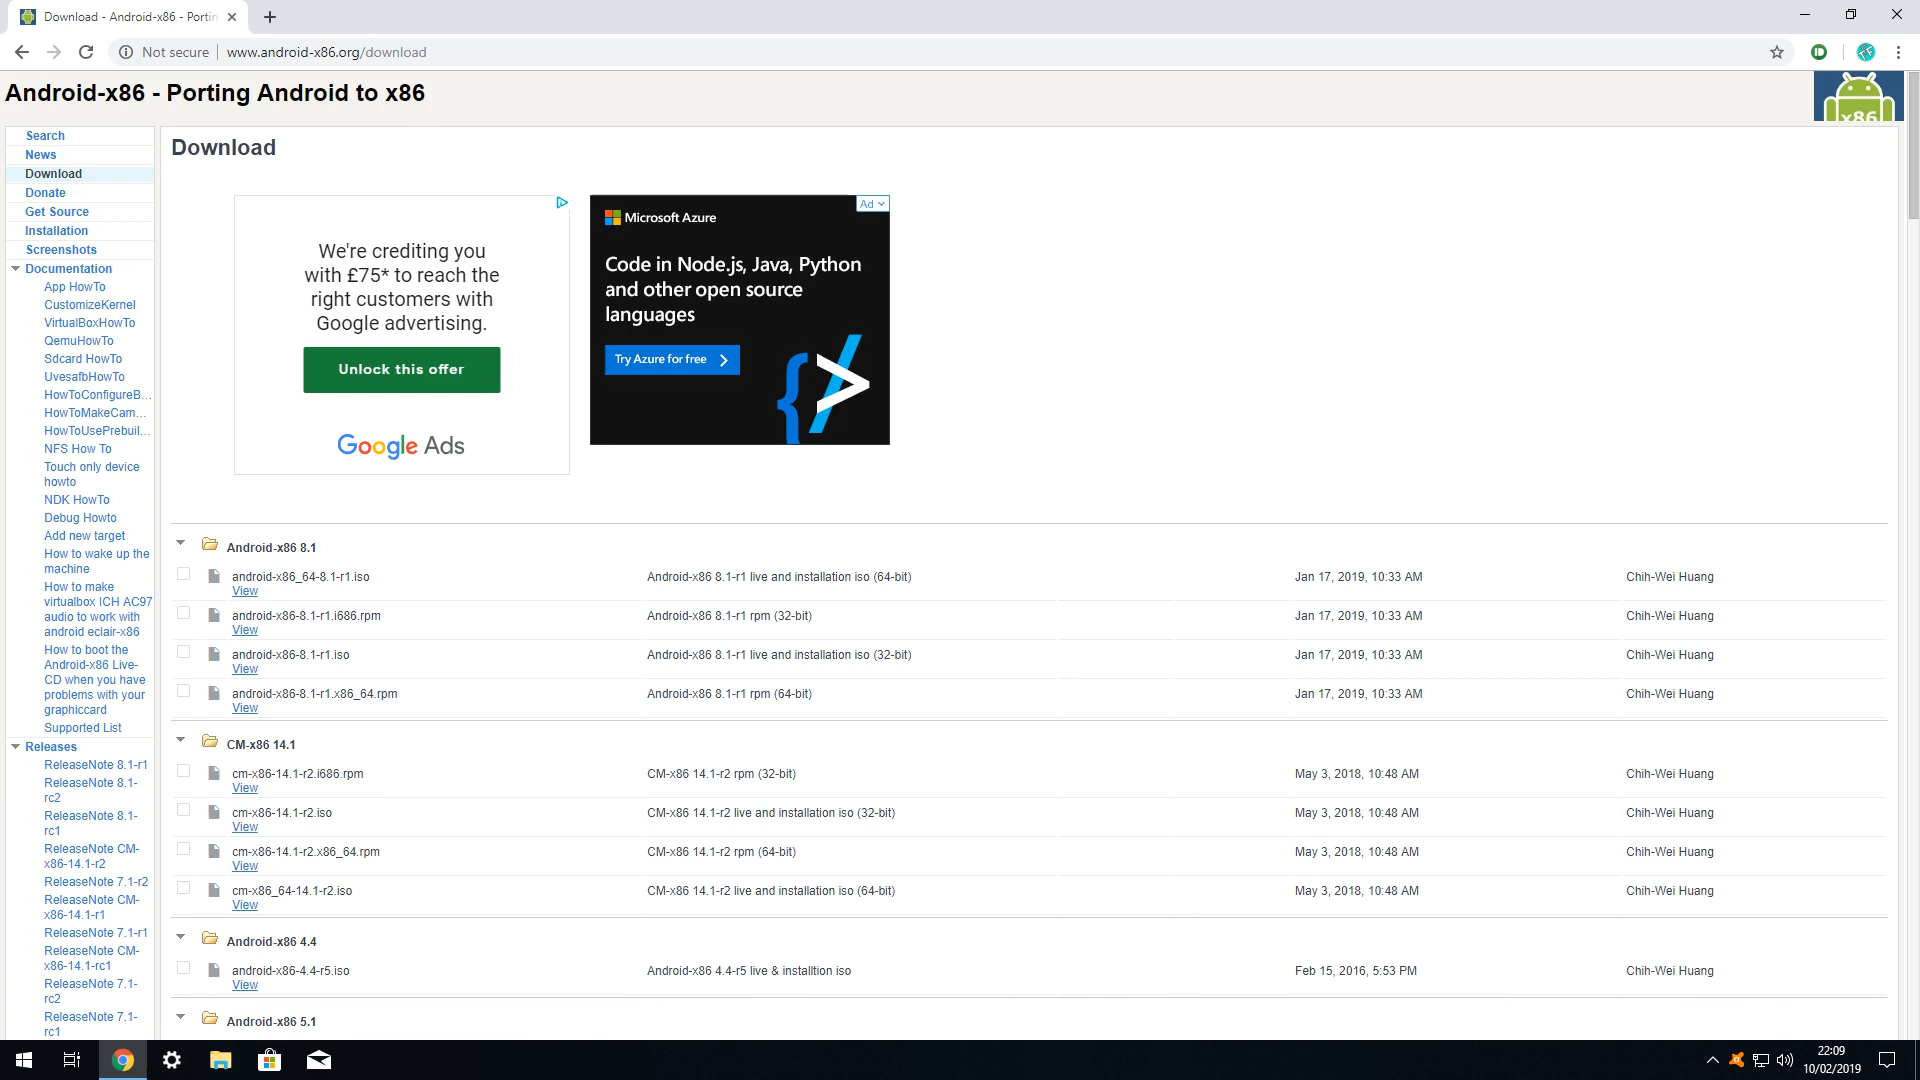 Download - Android-x86 - Portin
Not secure
www.android-x86.org/download
Android-x86 - Porting Android to x86
x86
Search
News
Download
Donate
Get Source
Installation
Screenshots
Documentation
App HowTo
CustomizeKernel
VirtualBoxHowTo
QemuHowTo
Sdcard HowTo
UvesafbHowTo
HowToConfigureB...
HowToMakeCam...
HowToUsePrebuil...
NFS How To
Touch only device
howto
NDK HowTo
Debug Howto
Add new target
How to wake up the
machine
How to make
virtualbox ICH AC97
audio to work with
android eclair-x86
How to boot the
Android-x86 Live-
CD when you have
problems with your
graphiccard
Supported List
Releases
ReleaseNote 8.1-r1
ReleaseNote 8.1-
rc2
ReleaseNote 8.1-
rc1
ReleaseNote CM-
x86-14.1-r2
ReleaseNote 7.1-r2
ReleaseNote CM-
x86-14.1-r1
ReleaseNote 7.1-r1
ReleaseNote CM-
x86-14.1-rc1
ReleaseNote 7.1-
rc2
ReleaseNote 7.1-
rc1
Download
We're crediting you
with £75* to reach the
right customers with
Google advertising.
Unlock this offer
Google Ads
Ad
Microsoft Azure
Code in Node.js, Java, Python
and other open source
languages
Try Azure for free
Android-x86 8.1
android-x86_64-8.1-r1.iso Android-x86 8.1-r1 live and installation iso (64-bit) Jan 17, 2019, 10:33 AM Chih-Wei Huang
View
android-x86-8.1-r1.i686.rpm Android-x86 8.1-r1 rpm (32-bit) Jan 17, 2019, 10:33 AM Chih-Wei Huang
View
android-x86-8.1-r1.iso Android-x86 8.1-r1 live and installation iso (32-bit) Jan 17, 2019, 10:33 AM Chih-Wei Huang
View
android-x86-8.1-r1.x86_64.rpm Android-x86 8.1-r1 rpm (64-bit) Jan 17, 2019, 10:33 AM Chih-Wei Huang
View
CM-x86 14.1
cm-x86-14.1-r2.i686.rpm CM-x86 14.1-r2 rpm (32-bit) May 3, 2018, 10:48 AM Chih-Wei Huang
View
cm-x86-14.1-r2.iso CM-x86 14.1-r2 live and installation iso (32-bit) May 3, 2018, 10:48 AM Chih-Wei Huang
View
cm-x86-14.1-r2.x86_64.rpm CM-x86 14.1-r2 rpm (64-bit) May 3, 2018, 10:48 AM Chih-Wei Huang
View
cm-x86_64-14.1-r2.iso CM-x86 14.1-r2 live and installation iso (64-bit) May 3, 2018, 10:48 AM Chih-Wei Huang
View
Android-x86 4.4
android-x86-4.4-r5.iso Android-x86 4.4-r5 live & installtion iso Feb 15, 2016, 5:53 PM Chih-Wei Huang
View
Android-x86 5.1
22:09
10/02/2019